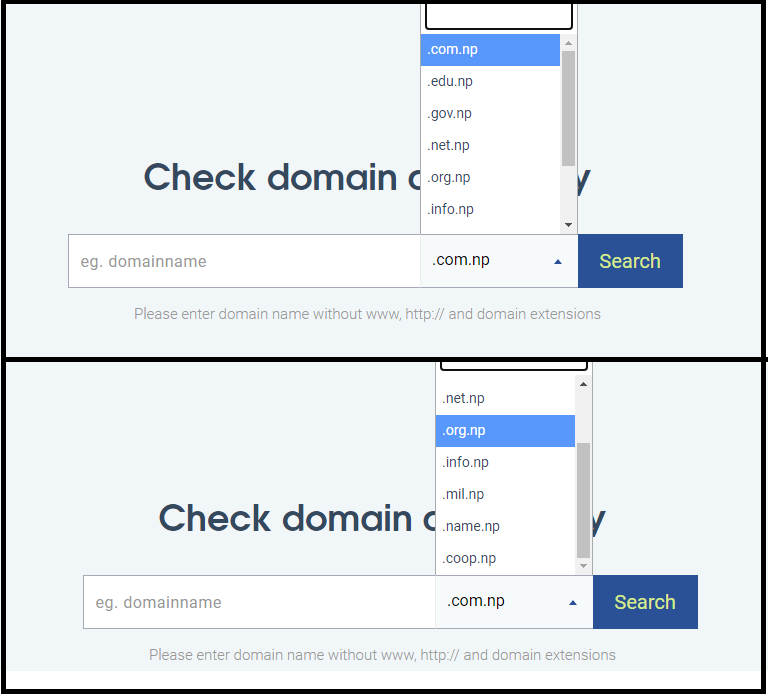 .com.np
.edu.np
.gov.np
.net.np
.org.np
.info.np
Check domain
y
eg. domainname
.com.np
Search
Please enter domain name without www, http:// and domain extensions
.net.np
.org.np
.info.np
.mil.np
.name.np
.coop.np
Check domain
y
eg. domainname
.com.np
Search
Please enter domain name without www, http:// and domain extensions